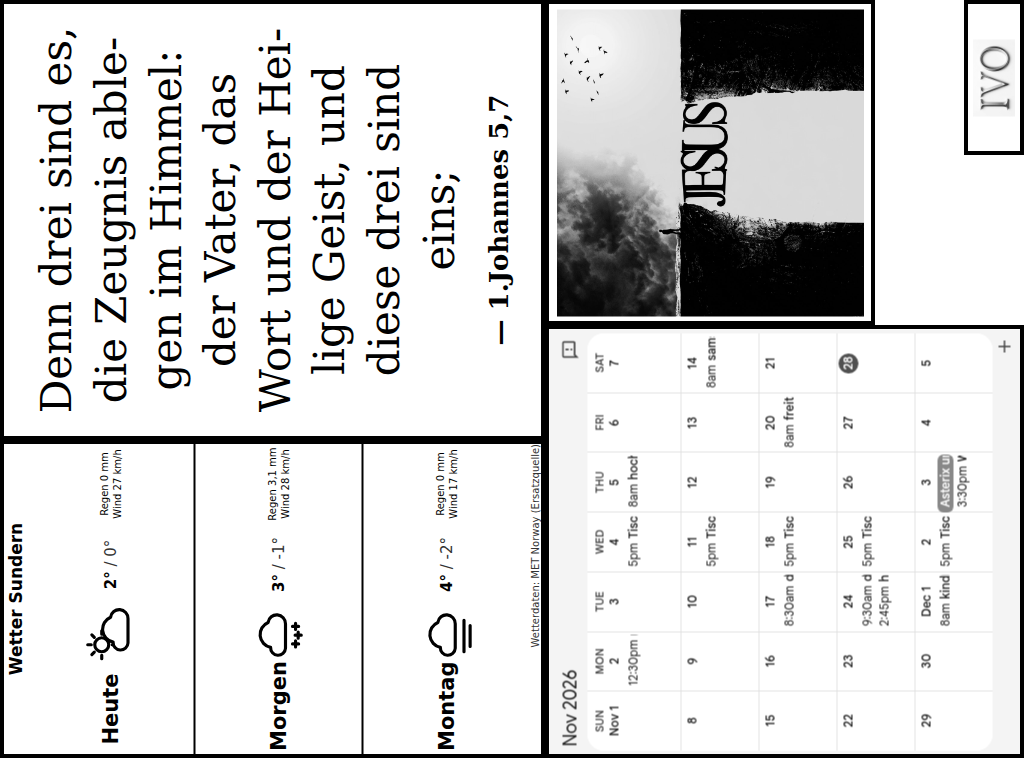 Denn drei sind es,
die Zeugnis able-
gen im Himmel:
der Vater, das
Wort und der Hei-
lige Geist, und
diese drei sind
eins;
— 1.Johannes 5,7
JESUS
IVO
Wetter Sundern
Heute
2° / 0°
Regen 0 mm
Wind 27 km/h
Morgen
3° / -1°
Regen 3.1 mm
Wind 28 km/h
Montag
4° / -2°
Regen 0 mm
Wind 17 km/h
Wetterdaten: MET Norway (Ersatzquelle)
Nov 2026
SUN MON TUE WED THU FRI SAT
Nov 1 2 3 4 5 6 7
12:30pm 5pm Tisc 8am hoch
8 9 10 11 12 13 14
5pm Tisc 8am sam
15 16 17 18 19 20 21
8:30am d 5pm Tisc 8am freit
22 23 24 25 26 27 28
9:30am d 5pm Tisc
2:45pm h
29 30 Dec 1 2 3 4 5
8am kind 5pm Tisc Asterix u
3:30pm V
+